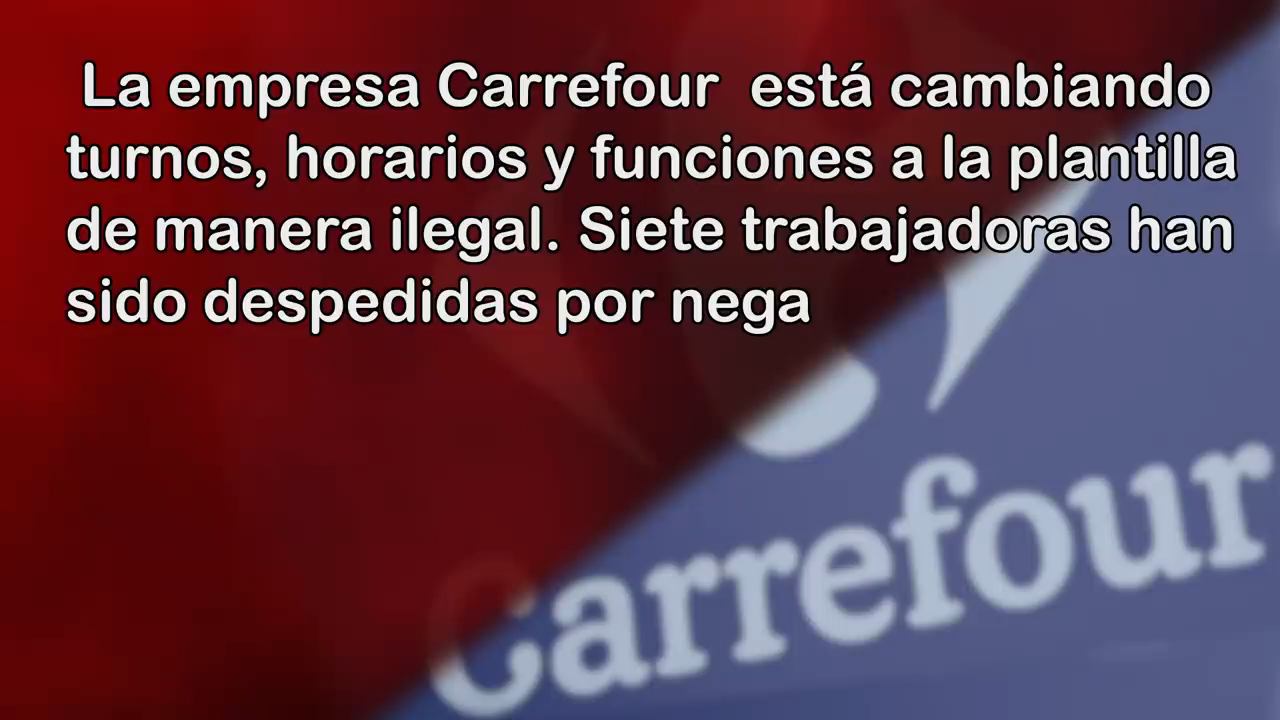 La empresa Carrefour está cambiando
turnos, horarios y funciones a la plantilla
de manera ilegal. Siete trabajadoras han
sido despedidas por nega
Carrefour